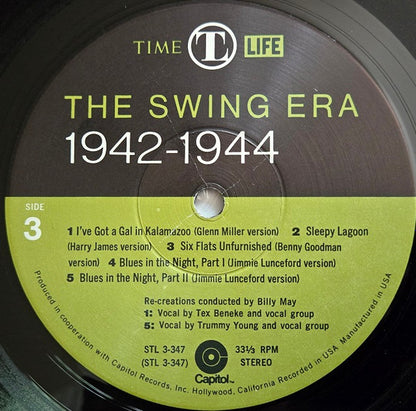 TIME T LIFE
THE SWING ERA
1942-1944
SIDE
3
1 I've Got a Gal in Kalamazoo (Glenn Miller version) 2 Sleepy Lagoon
(Harry James version) 3 Six Flats Unfurnished (Benny Goodman
version) 4 Blues in the Night, Part I (Jimmie Lunceford version)
5 Blues in the Night, Part II (Jimmie Lunceford version)
Re-creations conducted by Billy May
1: Vocal by Tex Beneke and vocal group
5: Vocal by Trummy Young and vocal group
STL 3-347 33⅓ RPM
(STL 3-347) STEREO
Capitol™
Produced in cooperation with Capitol Records, Inc. Hollywood, California Recorded in USA Manufactured in USA